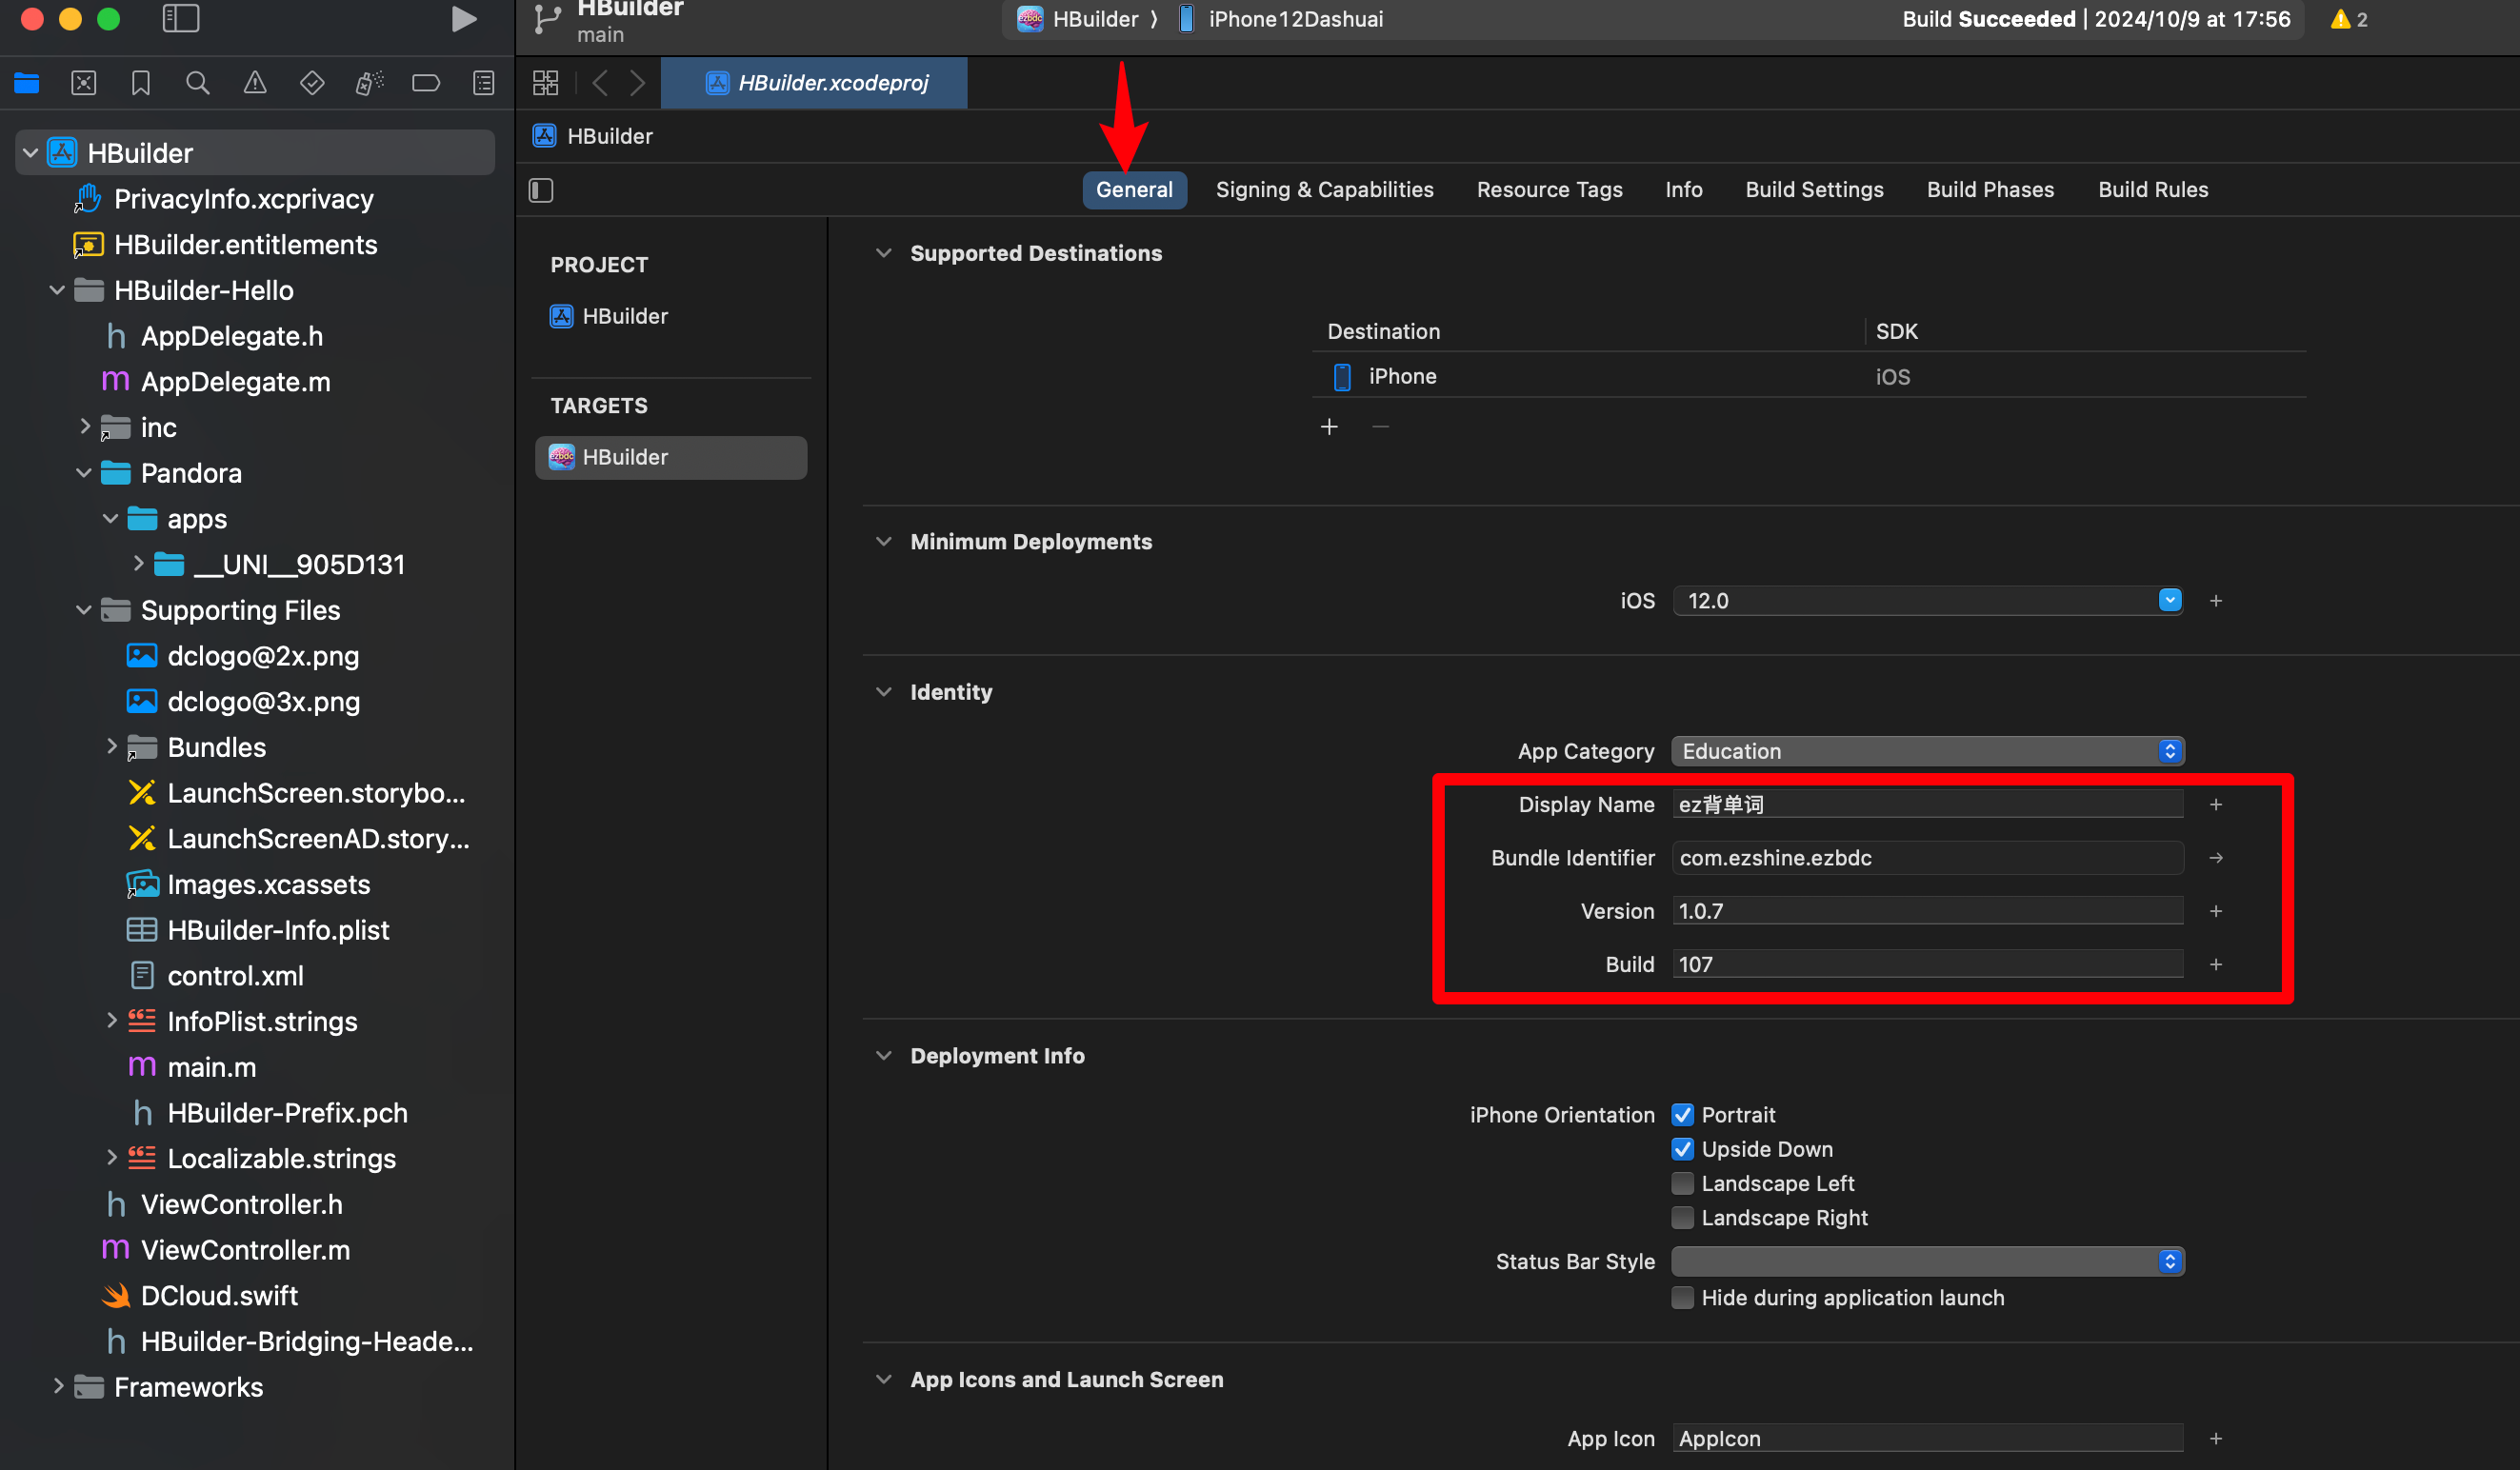 HBuilder
main
HBuilder
iPhone12Dashuai
Build Succeeded | 2024/10/9 at 17:56
2
HBuilder.xcodeproj
HBuilder
General
Signing & Capabilities
Resource Tags
Info
Build Settings
Build Phases
Build Rules
HBuilder
PrivacyInfo.xcprivacy
HBuilder.entitlements
HBuilder-Hello
AppDelegate.h
AppDelegate.m
inc
Pandora
apps
__UNI__905D131
Supporting Files
dclogo@2x.png
dclogo@3x.png
Bundles
LaunchScreen.storybo...
LaunchScreenAD.story...
Images.xcassets
HBuilder-Info.plist
control.xml
InfoPlist.strings
main.m
HBuilder-Prefix.pch
Localizable.strings
ViewController.h
ViewController.m
DCloud.swift
HBuilder-Bridging-Heade...
Frameworks
PROJECT
HBuilder
TARGETS
ezbdc
HBuilder
Supported Destinations
Destination
SDK
iPhone
iOS
Minimum Deployments
iOS
12.0
Identity
App Category
Education
Display Name
ez背单词
Bundle Identifier
com.ezshine.ezbdc
Version
1.0.7
Build
107
Deployment Info
iPhone Orientation
Portrait
Upside Down
Landscape Left
Landscape Right
Status Bar Style
Hide during application launch
App Icons and Launch Screen
App Icon
AppIcon